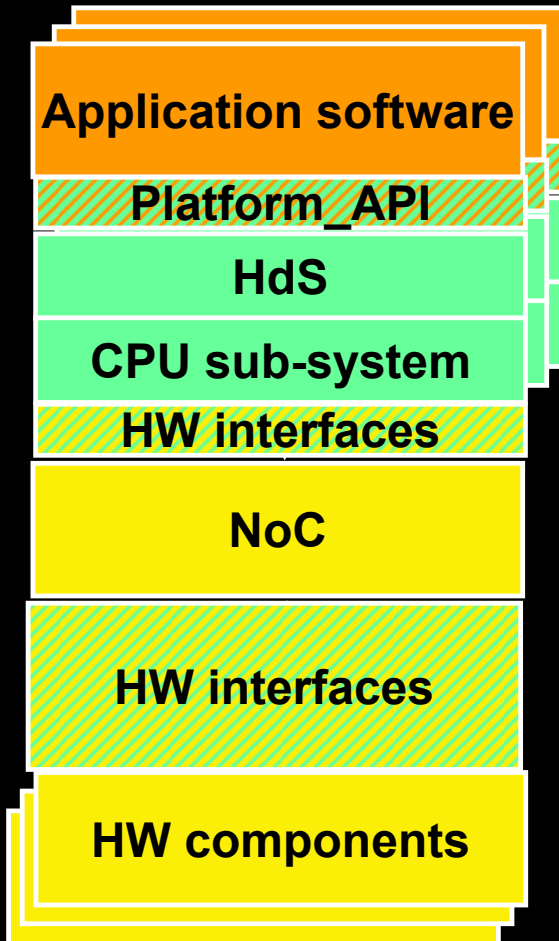 Application software
Platform_API
HdS
CPU sub-system
HW interfaces
NoC
HW interfaces
HW components